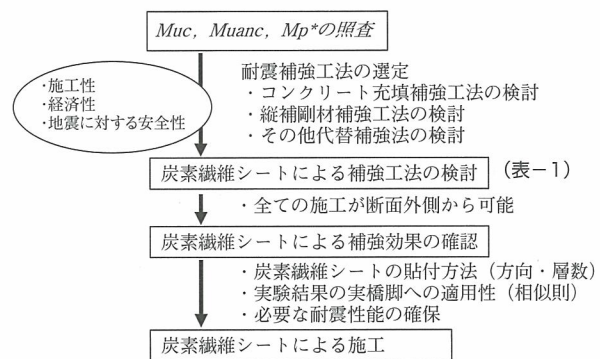 Muc, Muanc, Mp*の照査
耐震補強工法の選定
・コンクリート充填補強工法の検討
・縦補剛材補強工法の検討
・その他代替補強法の検討
・施工性
・経済性
・地震に対する安全性
炭素繊維シートによる補強工法の検討 (表－1)
・全ての施工が断面外側から可能
炭素繊維シートによる補強効果の確認
・炭素繊維シートの貼付方法（方向・層数）
・実験結果の実橋脚への適用性（相似則）
・必要な耐震性能の確保
炭素繊維シートによる施工